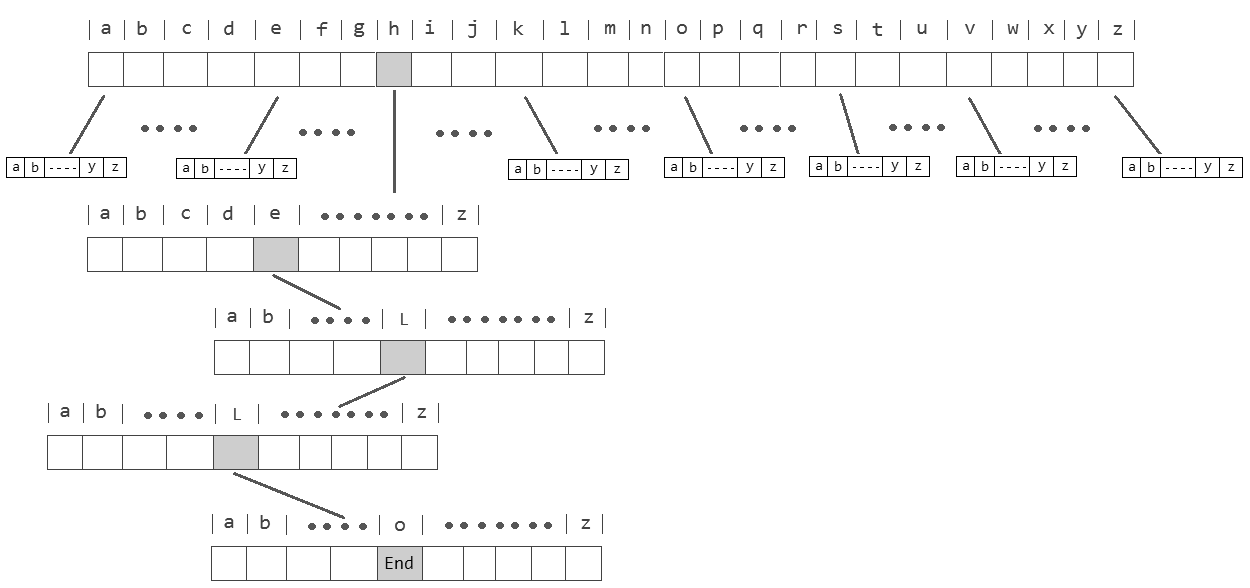 a b c d e f g h i j k l m n o p q r s t u v w x y z
a b ---- y z a b ---- y z a b ---- y z a b ---- y z a b ---- y z a b ---- y z a b ---- y z
a b c d e ••••••• z
a b •••• L ••••••• z
a b •••• L ••••••• z
a b •••• o ••••••• z
End